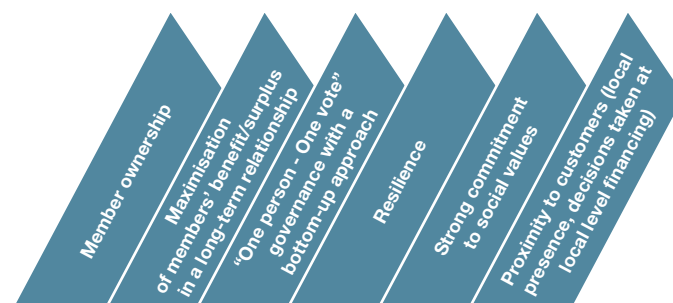 Member ownership
Maximisation
of members’ benefit/surplus
in a long-term relationship
“One person - One vote”
governance with a
bottom-up approach
Resilience
Strong commitment
to social values
Proximity to customers (local
presence, decisions taken at
local level financing)